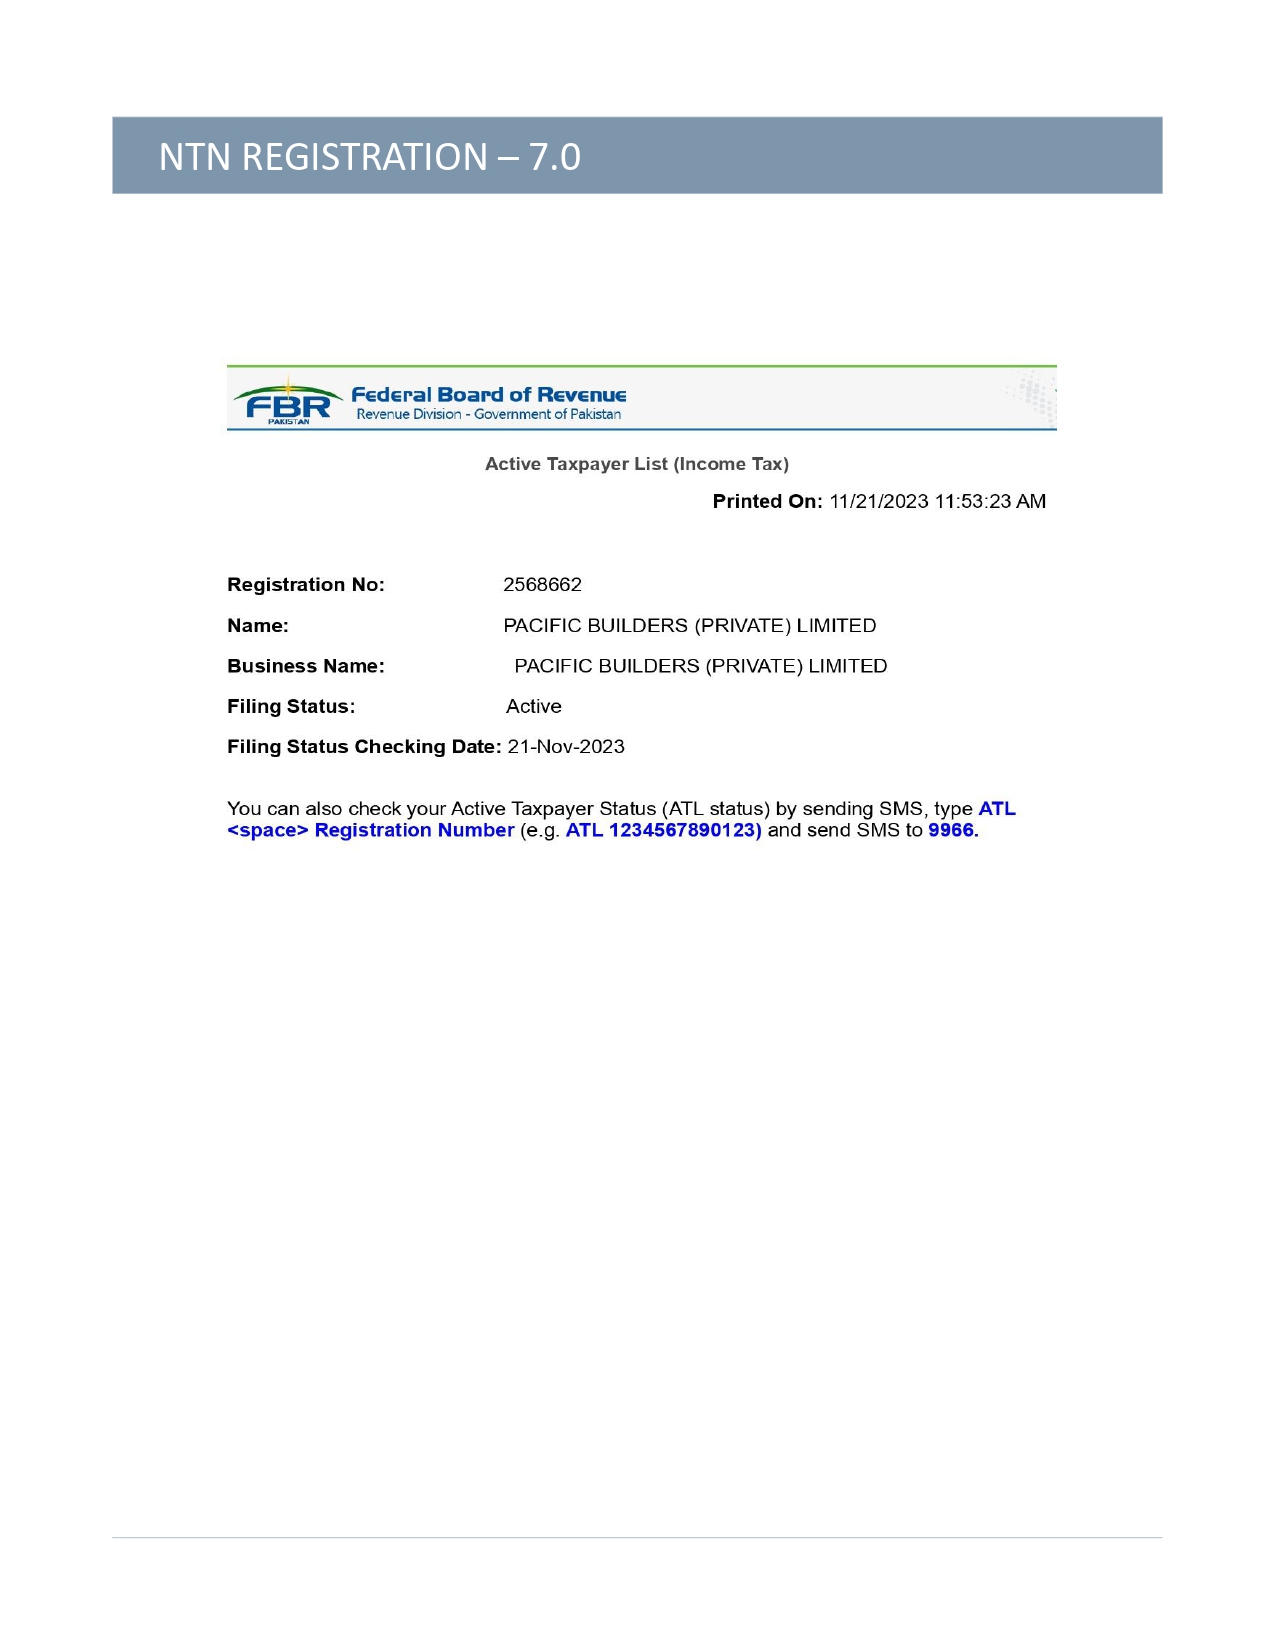 NTN REGISTRATION – 7.0
FBR
PAKISTAN
Federal Board of Revenue
Revenue Division - Government of Pakistan
Active Taxpayer List (Income Tax)
Printed On: 11/21/2023 11:53:23 AM
Registration No: 2568662
Name: PACIFIC BUILDERS (PRIVATE) LIMITED
Business Name: PACIFIC BUILDERS (PRIVATE) LIMITED
Filing Status: Active
Filing Status Checking Date: 21-Nov-2023
You can also check your Active Taxpayer Status (ATL status) by sending SMS, type ATL
<space> Registration Number (e.g. ATL 1234567890123) and send SMS to 9966.